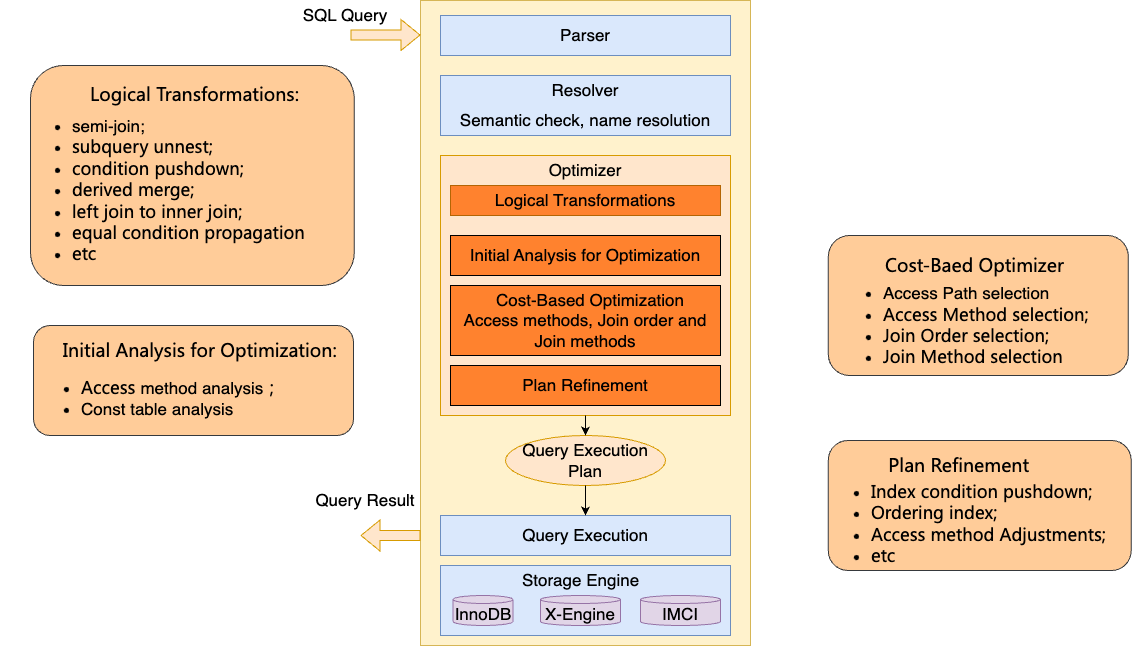 SQL Query
Parser
Resolver
Semantic check, name resolution
Optimizer
Logical Transformations
Initial Analysis for Optimization
Cost-Based Optimization
Access methods, Join order and
Join methods
Plan Refinement
Query Execution
Plan
Query Result
Query Execution
Storage Engine
InnoDB
X-Engine
IMCI
Logical Transformations:
• semi-join;
• subquery unnest;
• condition pushdown;
• derived merge;
• left join to inner join;
• equal condition propagation
• etc
Initial Analysis for Optimization:
• Access method analysis ;
• Const table analysis
Cost-Baed Optimizer
• Access Path selection
• Access Method selection;
• Join Order selection;
• Join Method selection
Plan Refinement
• Index condition pushdown;
• Ordering index;
• Access method Adjustments;
• etc